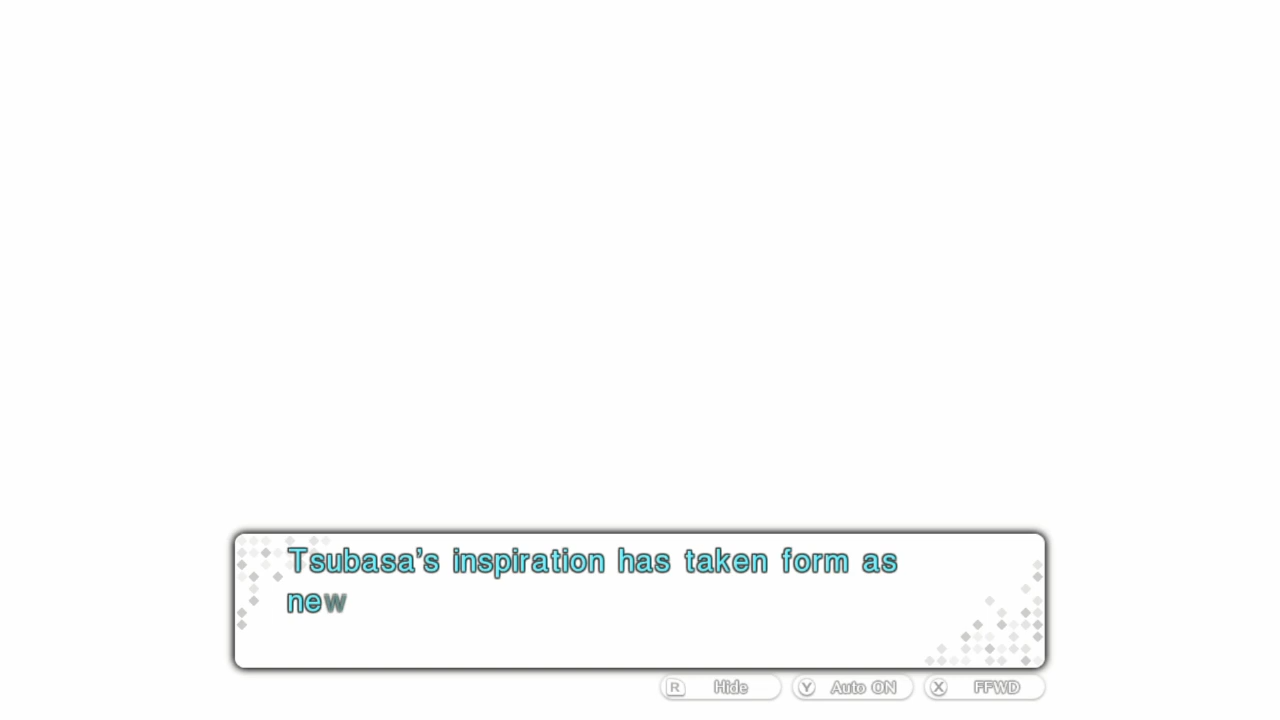 Tsubasa's inspiration has taken form as
new
R Hide Y Auto ON X FFWD